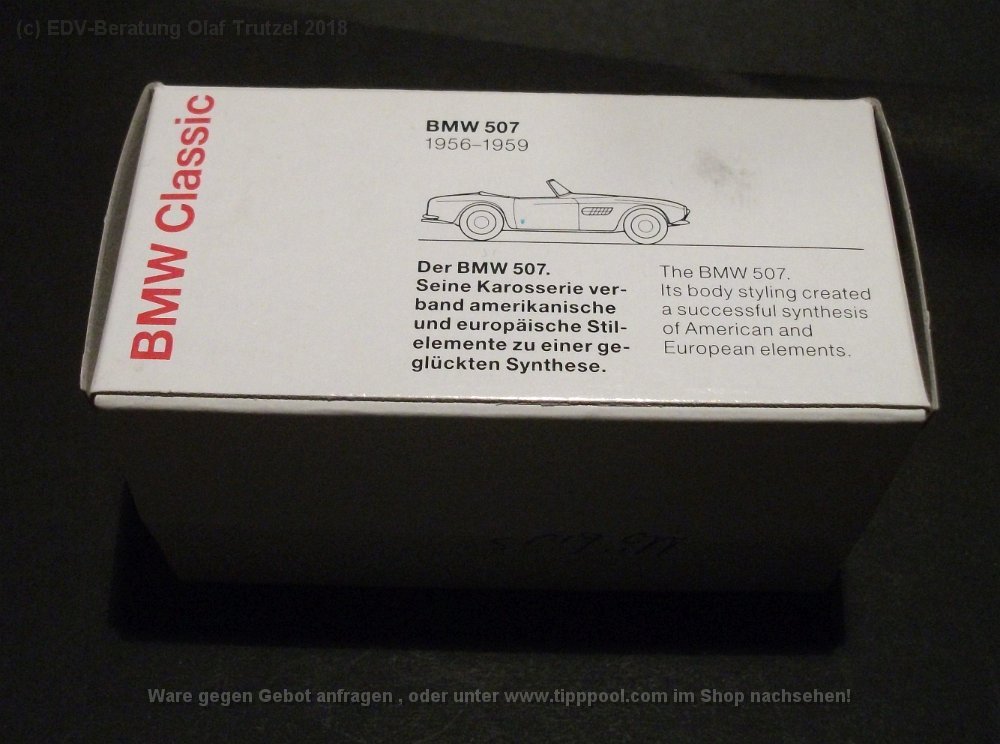 (c) EDV-Beratung Olaf Trutzel 2018
BMW Classic
BMW 507
1956–1959
Der BMW 507.
Seine Karosserie ver-
band amerikanische
und europäische Stil-
elemente zu einer ge-
glückten Synthese.
The BMW 507.
Its body styling created
a successful synthesis
of American and
European elements.
Ware gegen Gebot anfragen , oder unter www.tipppool.com im Shop nachsehen!